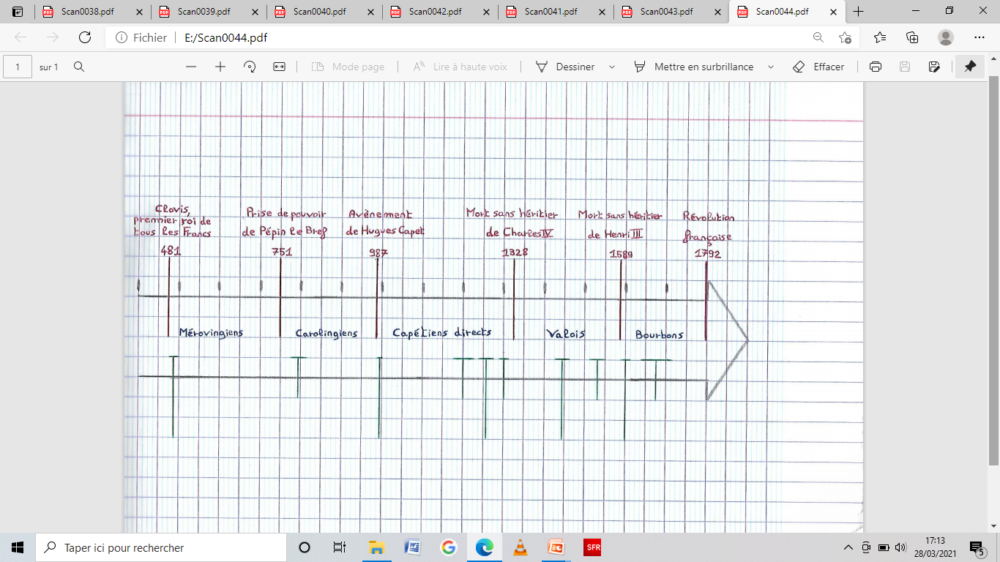 Scan0038.pdf
Scan0039.pdf
Scan0040.pdf
Scan0042.pdf
Scan0041.pdf
Scan0043.pdf
Scan0044.pdf
Fichier
E:/Scan0044.pdf
1
sur 1
Mode page
Lire à haute voix
Dessiner
Mettre en surbrillance
Effacer
Clovis,
premier roi de
tous les Francs
481
Prise de pouvoir
de Pépin le Bref
751
Avènement
de Hugues Capet
987
Mort sans héritier
de Charles IV
1328
Mort sans héritier
de Henri III
1589
Révolution
française
1792
Mérovingiens
Carolingiens
Capétiens directs
Valois
Bourbons
Taper ici pour rechercher
SFR
17:13
28/03/2021
5